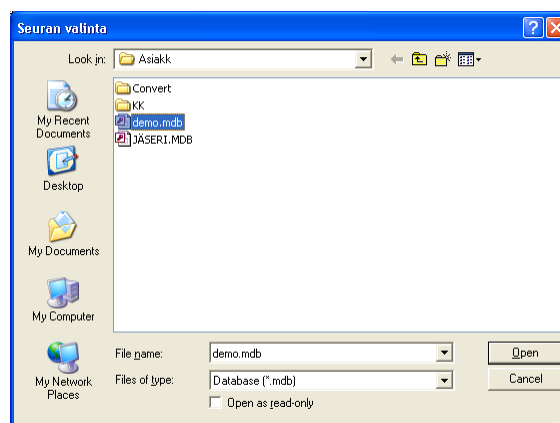 Seuran valinta
Look in: Asiakk
Convert
KK
demo.mdb
JÄSERI.MDB
My Recent
Documents
Desktop
My Documents
My Computer
My Network
Places
File name: demo.mdb
Open
Files of type: Database (*.mdb)
Cancel
Open as read-only